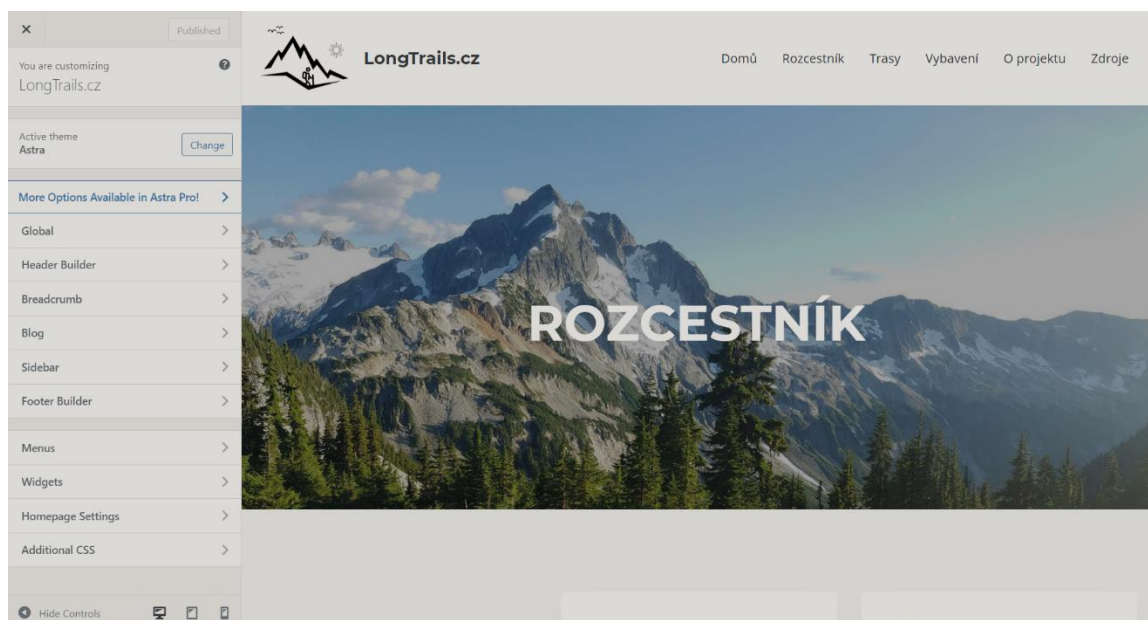 Published
You are customizing
LongTrails.cz
Active theme
Astra
Change
More Options Available in Astra Pro!
Global
Header Builder
Breadcrumb
Blog
Sidebar
Footer Builder
Menus
Widgets
Homepage Settings
Additional CSS
Hide Controls
LongTrails.cz
Domů Rozcestník Trasy Vybavení O projektu Zdroje
ROZCESTNÍK